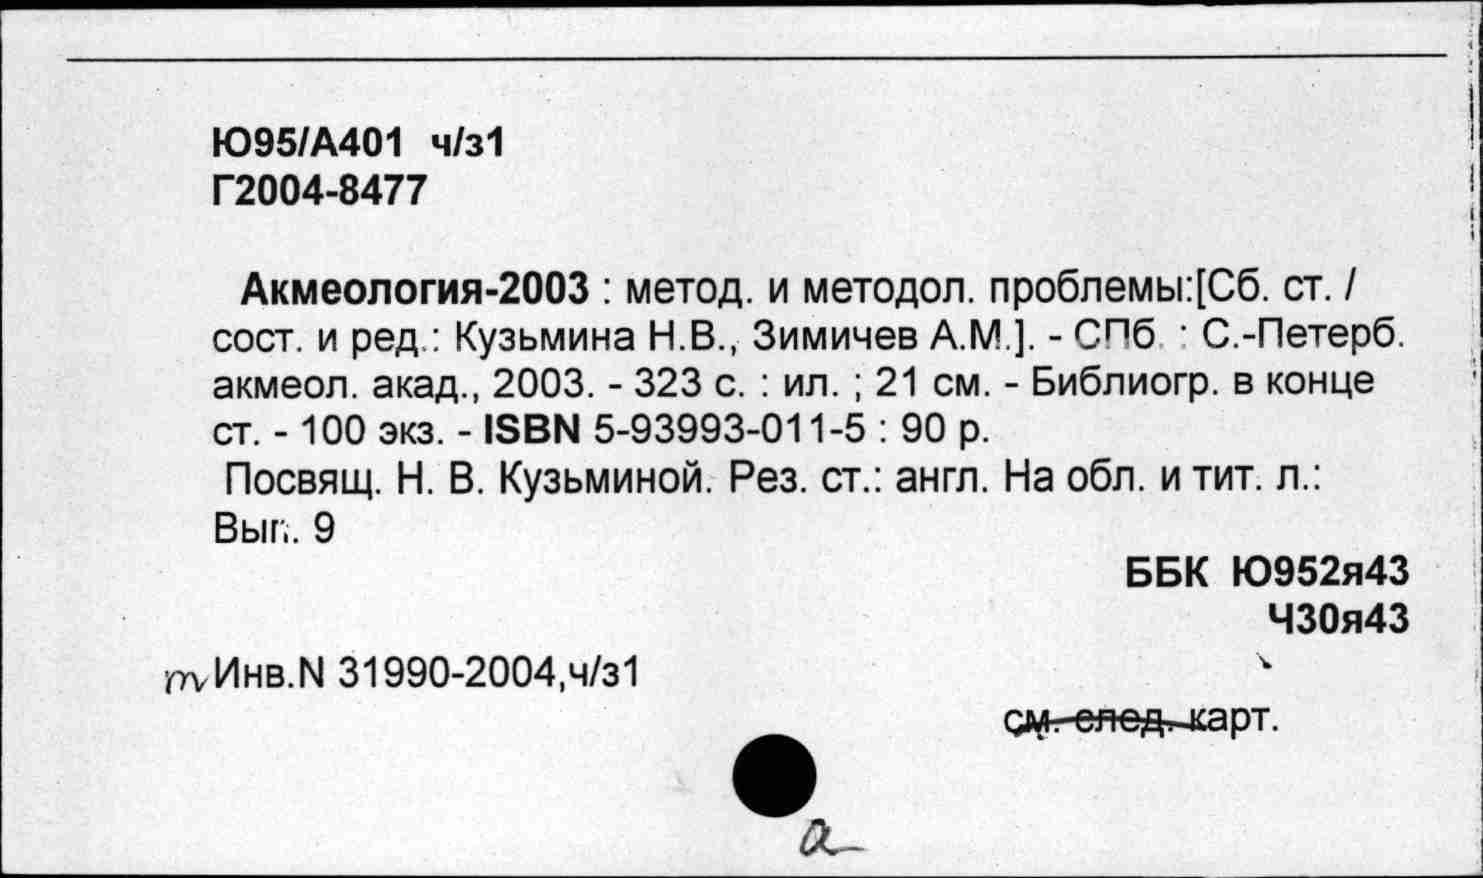 Ю95/А401 ч/з1
Г2004-8477
Акмеология-2003 : метод. и методол. проблемы:[Сб. ст. /
сост. и ред.: Кузьмина Н.В., Зимичев А.М.]. - СПб. : С.-Петерб.
акмеол. акад., 2003. - 323 с. : ил. ; 21 см. - Библиогр. в конце
ст. - 100 экз. - ISBN 5-93993-011-5 : 90 р.
Посвящ. Н. В. Кузьминой. Рез. ст.: англ. На обл. и тит. л.:
Вып. 9
ББК Ю952я43
Ч30я43
Инв.N 31990-2004,ч/з1
см. след. карт.
а